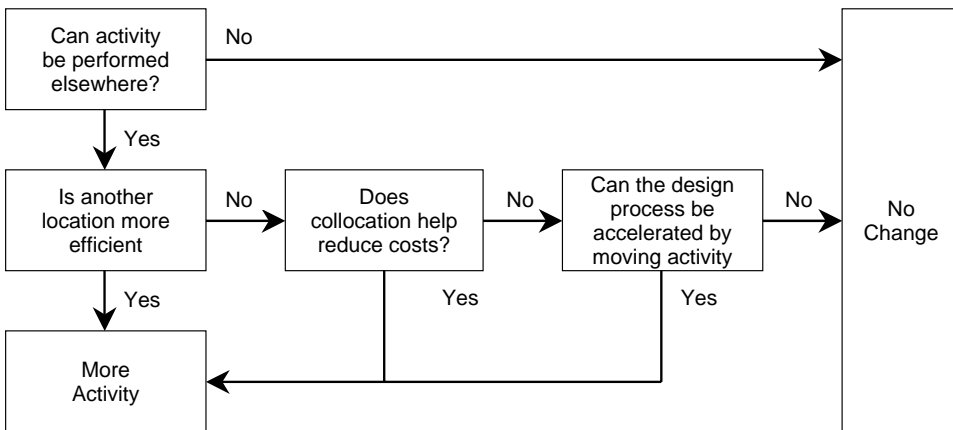 Can activity
be performed
elsewhere?
No
Yes
Is another
location more
efficient
No
Does
collocation help
reduce costs?
No
Can the design
process be
accelerated by
moving activity
No
No
Change
Yes
Yes
Yes
More
Activity